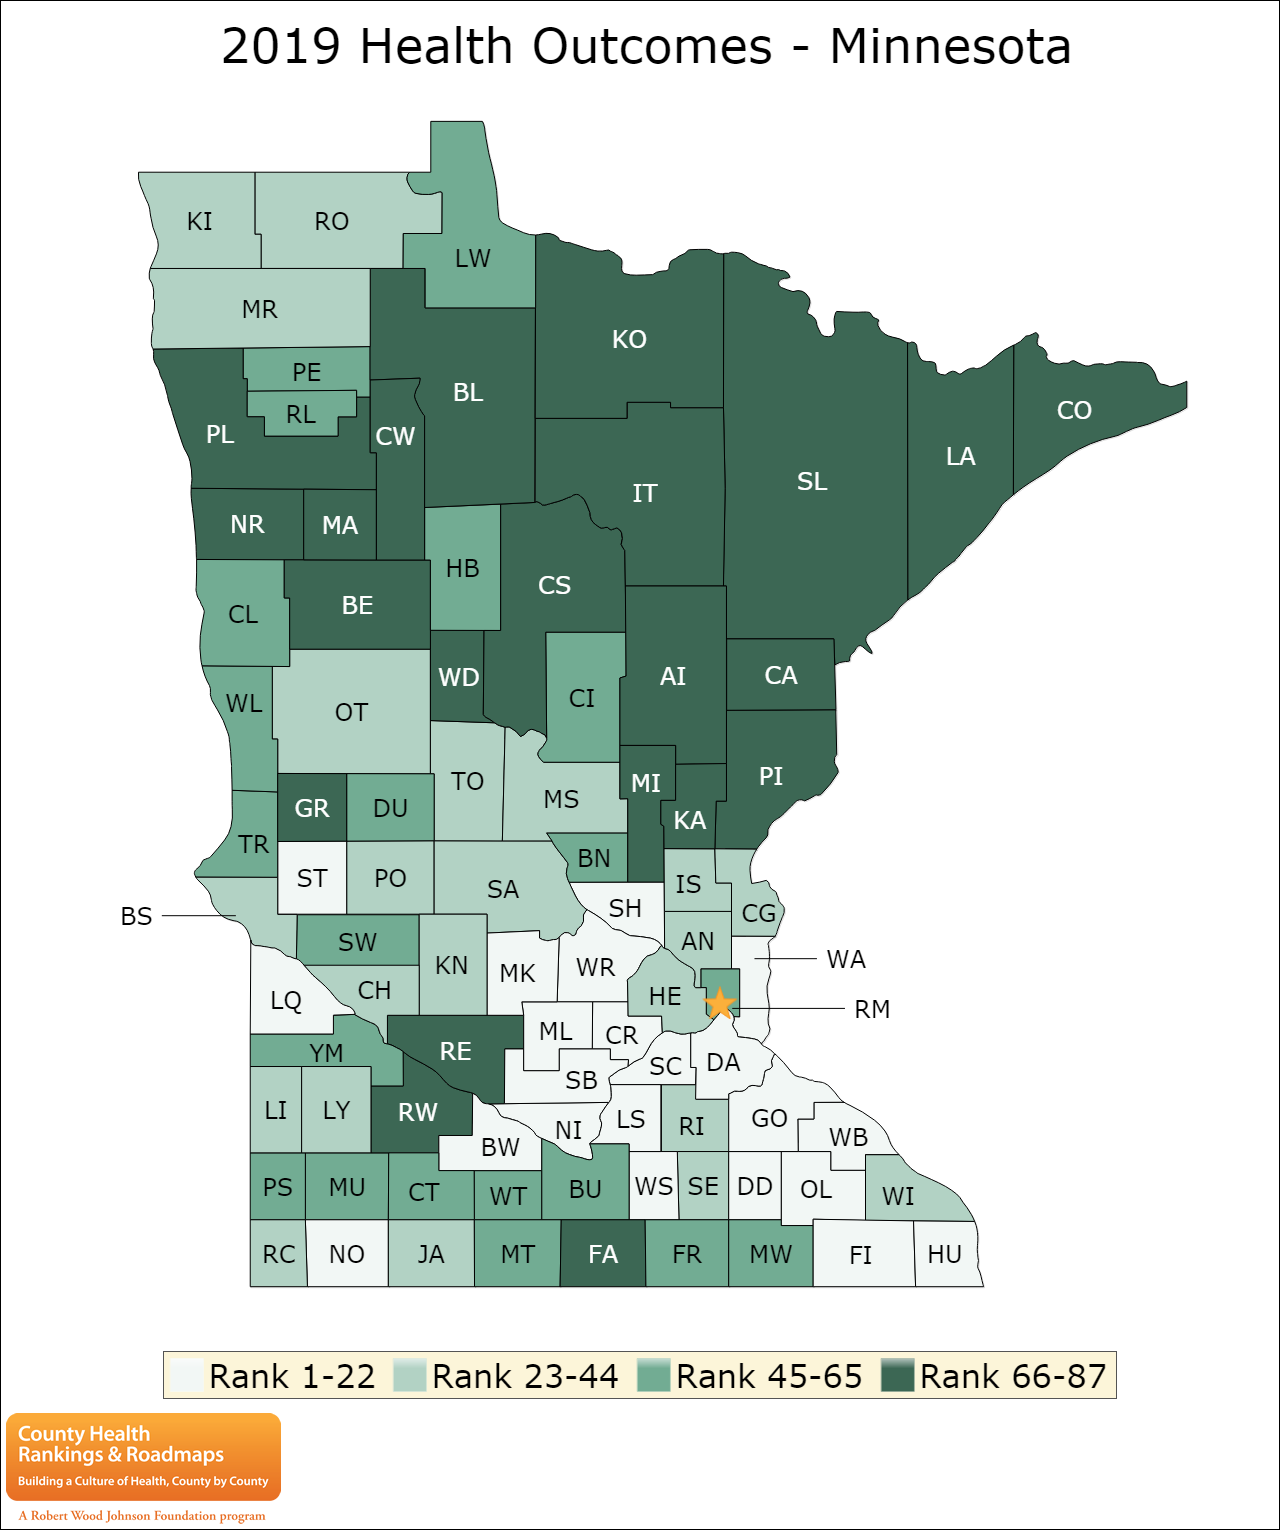 2019 Health Outcomes - Minnesota
KI
RO
LW
MR
KO
PE
BL
RL
CO
PL
CW
LA
SL
IT
NR
MA
HB
CS
BE
CL
WD
AI
CA
CI
WL
OT
PI
TO
MI
MS
GR
DU
KA
TR
BN
ST
PO
IS
SA
SH
CG
BS
SW
AN
WA
KN
MK
WR
CH
HE
LQ
RM
ML
CR
YM
RE
SC
DA
SB
LI
LY
RW
LS
GO
RI
NI
WB
BW
PS
MU
CT
WT
BU
WS
SE
DD
OL
WI
RC
NO
JA
MT
FA
FR
MW
FI
HU
Rank 1-22 Rank 23-44 Rank 45-65 Rank 66-87
County Health
Rankings & Roadmaps
Building a Culture of Health, County by County
A Robert Wood Johnson Foundation program